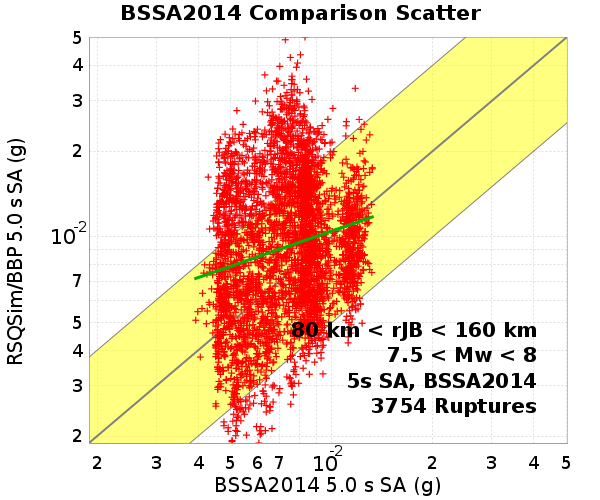 BSSA2014 Comparison Scatter
RSQSim/BBP 5.0 s SA (g)
5
4
3
2
10-2
7
5
4
3
2
80 km < rJB < 160 km
7.5 < Mw < 8
5s SA, BSSA2014
3754 Ruptures
2 3 4 5 6 7 10-2 2 3 4 5
BSSA2014 5.0 s SA (g)